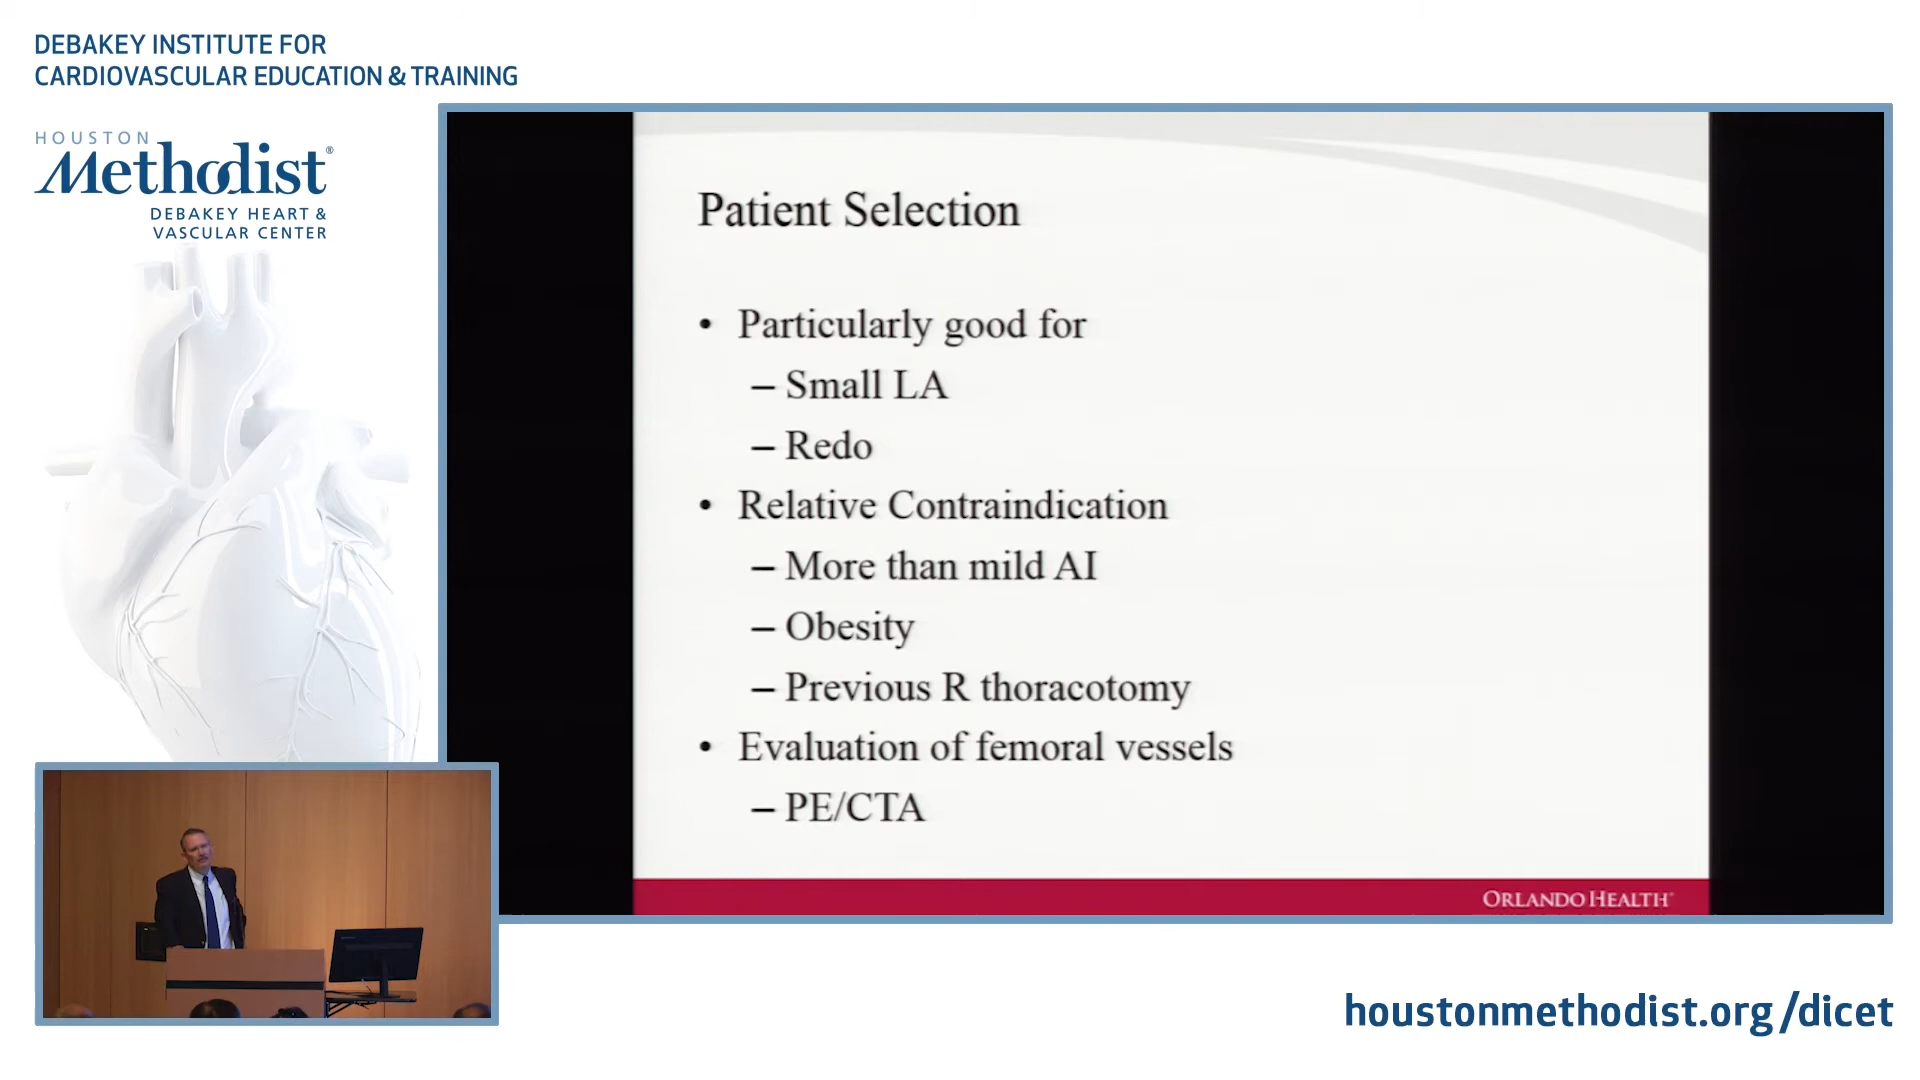 DEBAKEY INSTITUTE FOR
CARDIOVASCULAR EDUCATION & TRAINING
HOUSTON
Methodist®
DEBAKEY HEART &
VASCULAR CENTER
Patient Selection
• Particularly good for
– Small LA
– Redo
• Relative Contraindication
– More than mild AI
– Obesity
– Previous R thoracotomy
• Evaluation of femoral vessels
– PE/CTA
ORLANDO HEALTH®
houstonmethodist.org/dicet